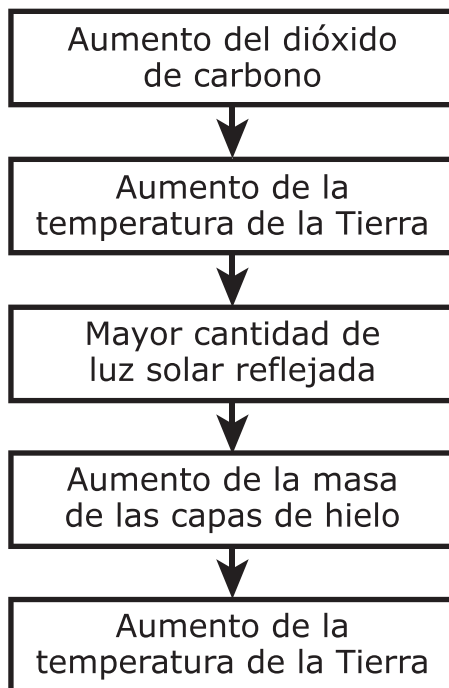 Aumento del dióxido
de carbono
Aumento de la
temperatura de la Tierra
Mayor cantidad de
luz solar reflejada
Aumento de la masa
de las capas de hielo
Aumento de la
temperatura de la Tierra